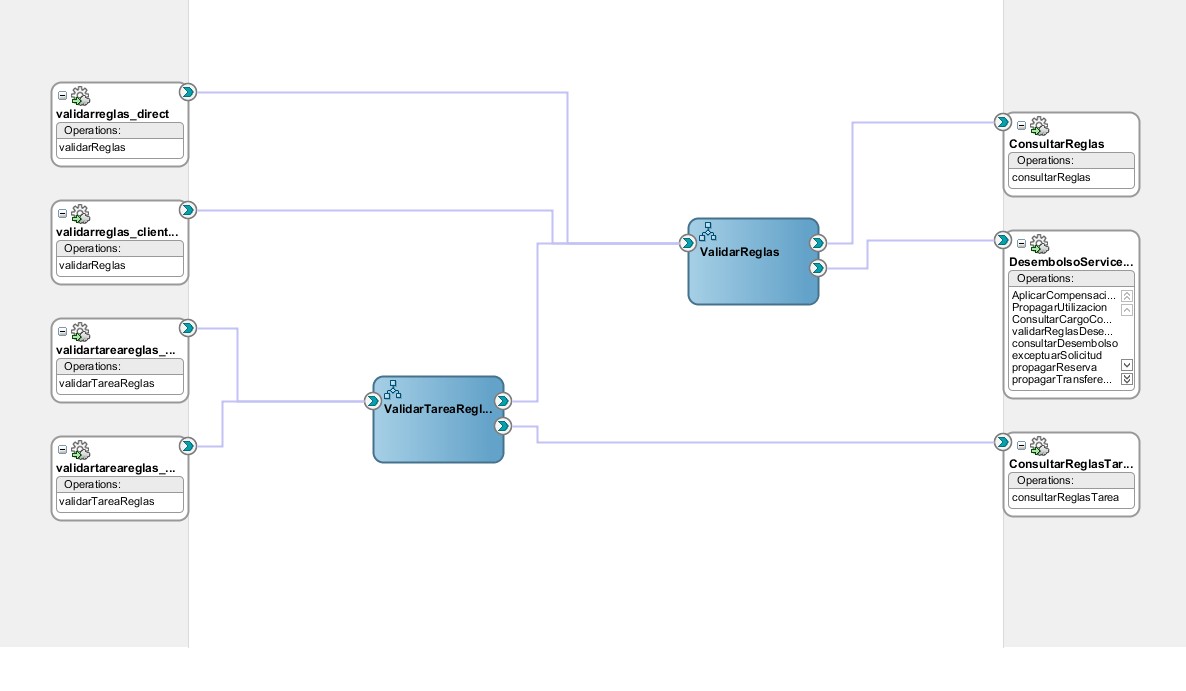 validarreglas_direct
Operations:
validarReglas
validarreglas_client...
Operations:
validarReglas
validartareareglas_...
Operations:
validarTareaReglas
validartareareglas_...
Operations:
validarTareaReglas
ValidarTareaRegl...
ValidarReglas
ConsultarReglas
Operations:
consultarReglas
DesembolsoService...
Operations:
AplicarCompensaci...
PropagarUtilizacion
ConsultarCargoCo...
validarReglasDese...
consultarDesembolso
exceptuarSolicitud
propagarReserva
propagarTransfere...
ConsultarReglasTar...
Operations:
consultarReglasTarea